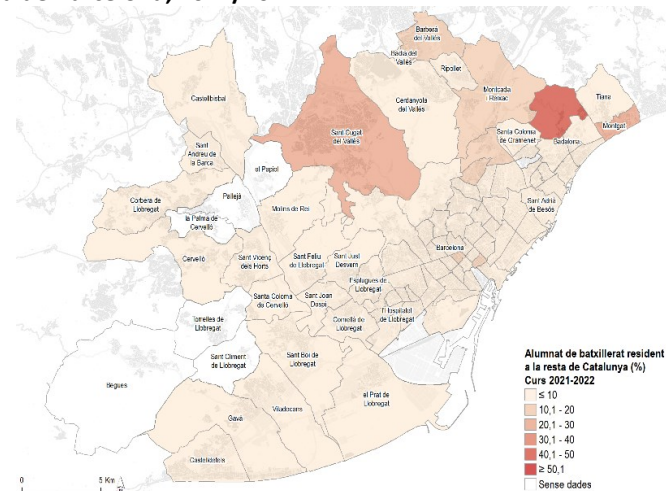 Barberà
del Vallès
Badia del
Vallès
Ripollet
Castellbisbal
Cerdanyola
del Vallès
Montcada
i Reixac
Tiana
Sant Cugat
del Vallès
Santa Coloma
de Gramenet
Montgat
Badalona
Sant
Andreu de
la Barca
el Papiol
Pallejà
Corbera de
Llobregat
la Palma de
Cervelló
Molins de Rei
Sant Adrià
de Besòs
Cervelló
Sant Vicenç
dels Horts
Sant Feliu
de Llobregat
Sant Just
Desvern
Barcelona
Esplugues de
Llobregat
Santa Coloma
de Cervelló
Sant Joan
Despí
Torrelles de
Llobregat
Cornellà de
Llobregat
l'Hospitalet
de Llobregat
Sant Climent
de Llobregat
Sant Boi de
Llobregat
Begues
el Prat de
Llobregat
Gavà
Viladecans
Castelldefels
Alumnat de batxillerat resident
a la resta de Catalunya (%)
Curs 2021-2022
≤ 10
10,1 - 20
20,1 - 30
30,1 - 40
40,1 - 50
≥ 50,1
Sense dades
0 5 Km